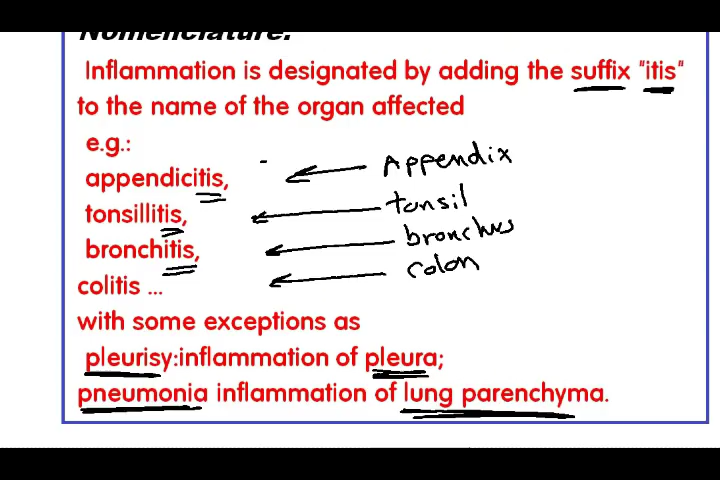 Nomenclature:
Inflammation is designated by adding the suffix "itis"
to the name of the organ affected
e.g.:
appendicitis, Appendix
tonsillitis, tonsil
bronchitis, bronchus
colitis ... colon
with some exceptions as
pleurisy:inflammation of pleura;
pneumonia inflammation of lung parenchyma.